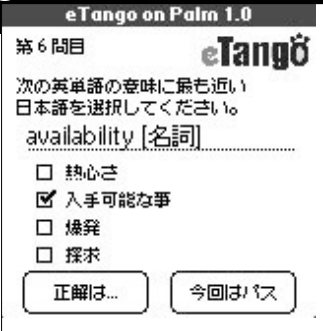 eTango on Palm 1.0
第6問目
eTangö
次の英単語の意味に最も近い
日本語を選択してください。
availability [名詞]
熱心さ
入手可能な事
爆発
探求
正解は...
今回はパス